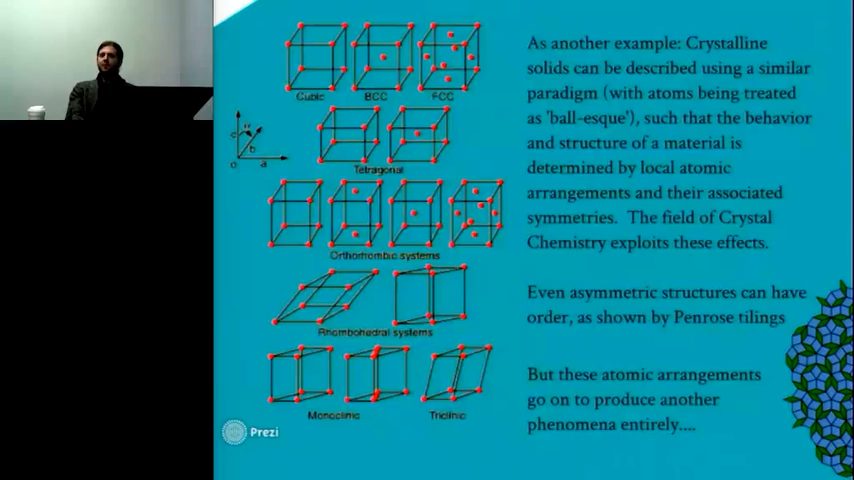 Cubic BCC FCC
c α b
o a
Tetragonal
Orthorhombic systems
Rhombohedral systems
Monoclinic Triclinic
Prezi
As another example: Crystalline
solids can be described using a similar
paradigm (with atoms being treated
as 'ball-esque'), such that the behavior
and structure of a material is
determined by local atomic
arrangements and their associated
symmetries. The field of Crystal
Chemistry exploits these effects.
Even asymmetric structures can have
order, as shown by Penrose tilings
But these atomic arrangements
go on to produce another
phenomena entirely....